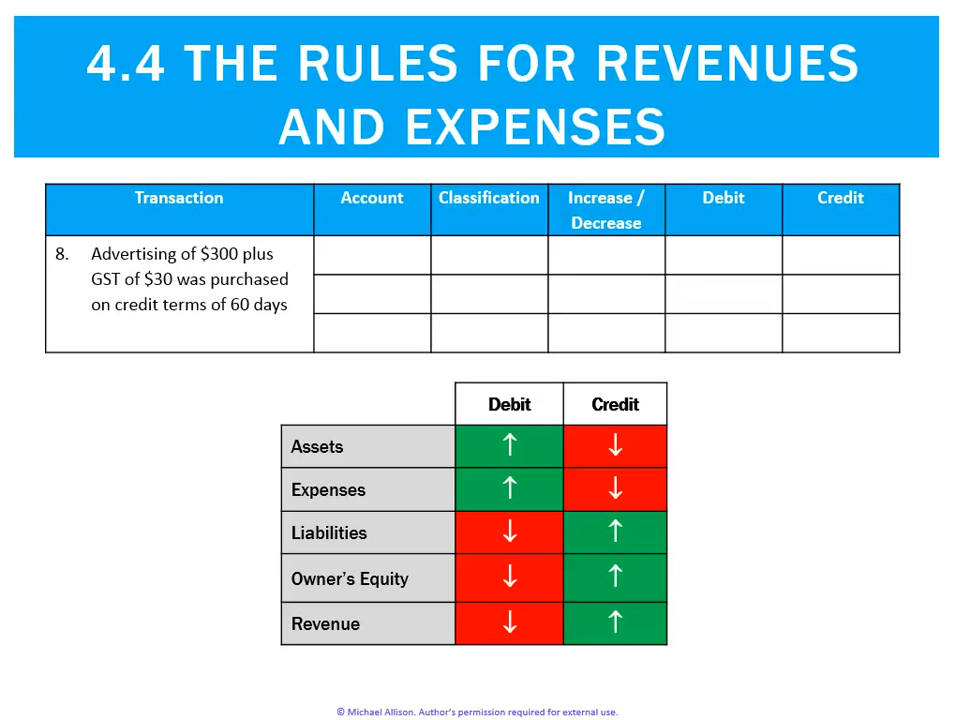 4.4 THE RULES FOR REVENUES
AND EXPENSES
Transaction Account Classification Increase / Debit Credit
Decrease
8. Advertising of $300 plus
GST of $30 was purchased
on credit terms of 60 days
Debit Credit
Assets ↑ ↓
Expenses ↑ ↓
Liabilities ↓ ↑
Owner's Equity ↓ ↑
Revenue ↓ ↑
© Michael Allison. Author's permission required for external use.